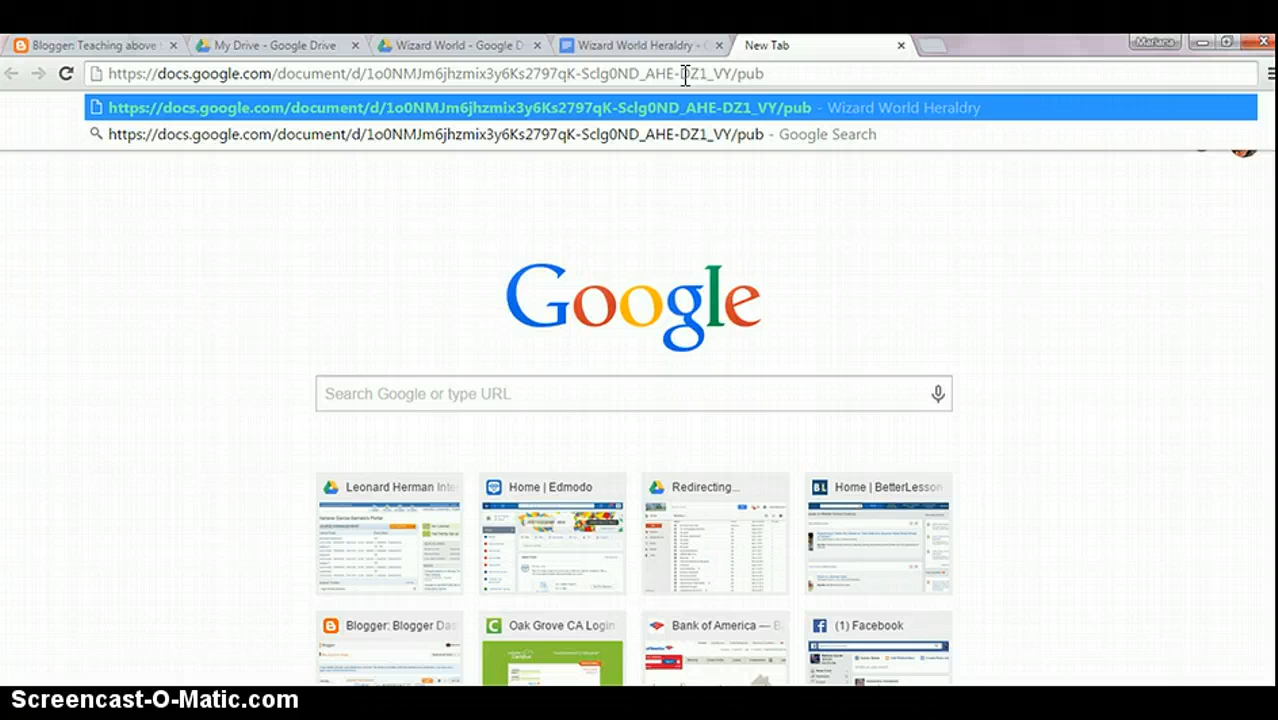 Blogger: Teaching above
My Drive - Google Drive
Wizard World - Google D
Wizard World Heraldry -
New Tab
Mariana
https://docs.google.com/document/d/1o0NMJm6jhzmix3y6Ks2797qK-Sclg0ND_AHE-DZ1_VY/pub
https://docs.google.com/document/d/1o0NMJm6jhzmix3y6Ks2797qK-Sclg0ND_AHE-DZ1_VY/pub - Wizard World Heraldry
https://docs.google.com/document/d/1o0NMJm6jhzmix3y6Ks2797qK-Sclg0ND_AHE-DZ1_VY/pub - Google Search
Google
Search Google or type URL
Leonard Herman Inte
Home | Edmodo
Redirecting...
BL Home | BetterLesson
Blogger: Blogger Das
Oak Grove CA Login
Bank of America — B
(1) Facebook
Screencast-O-Matic.com